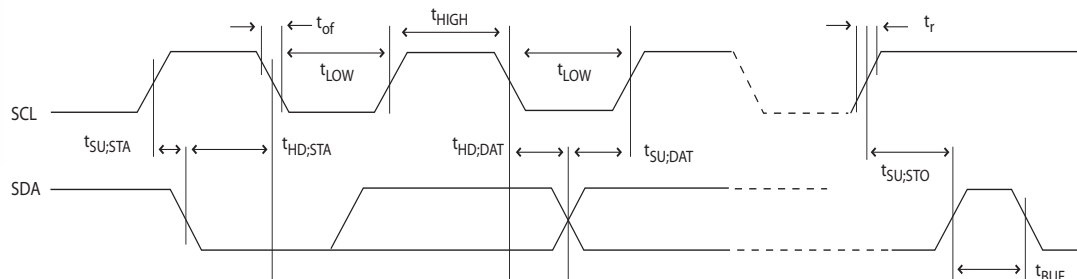 t_of
t_HIGH
t_r
t_LOW
t_LOW
SCL
t_SU;STA
t_HD;STA
t_HD;DAT
t_SU;DAT
t_SU;STO
SDA
t_BUF